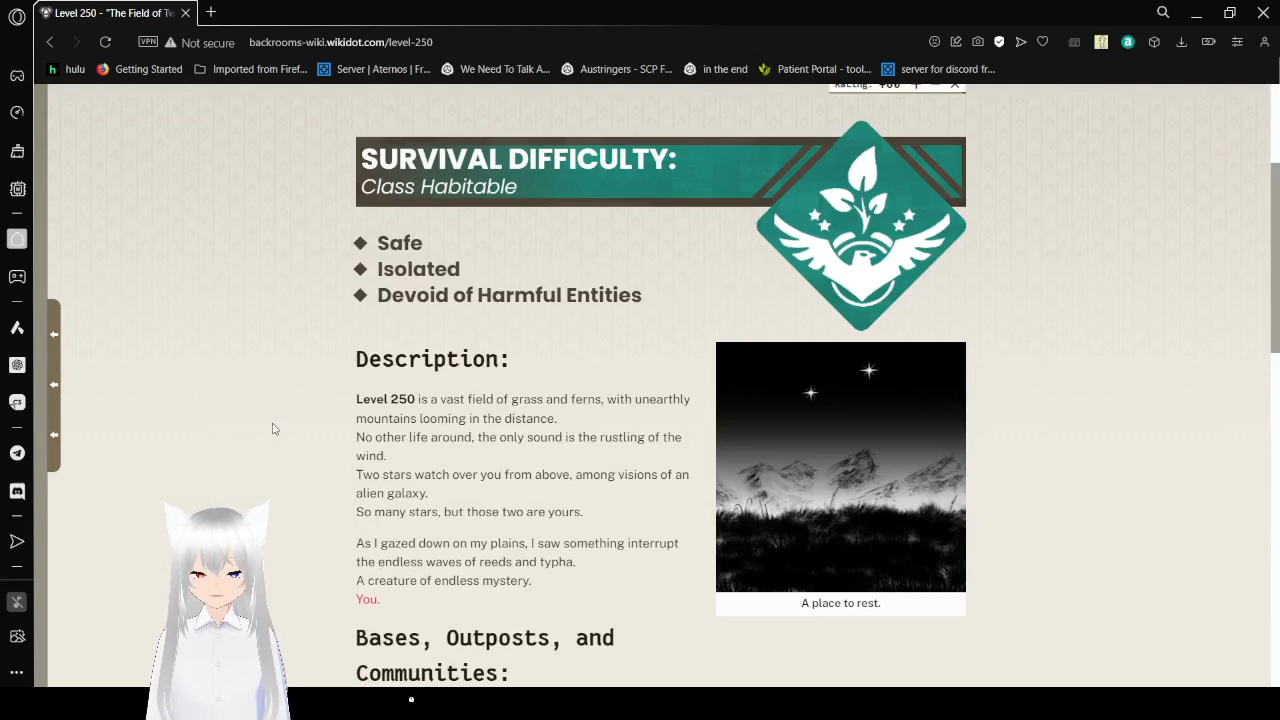 Level 250 - "The Field of Tw
VPN
Not secure
backrooms-wiki.wikidot.com/level-250
hulu
Getting Started
Imported from Firef...
Server | Aternos | Fr...
We Need To Talk A...
Austringers - SCP F...
in the end
Patient Portal - tool...
server for discord fr...
SURVIVAL DIFFICULTY:
Class Habitable
Safe
Isolated
Devoid of Harmful Entities
Description:
Level 250 is a vast field of grass and ferns, with unearthly
mountains looming in the distance.
No other life around, the only sound is the rustling of the
wind.
Two stars watch over you from above, among visions of an
alien galaxy.
So many stars, but those two are yours.
As I gazed down on my plains, I saw something interrupt
the endless waves of reeds and typha.
A creature of endless mystery.
You.
A place to rest.
Bases, Outposts, and
Communities: